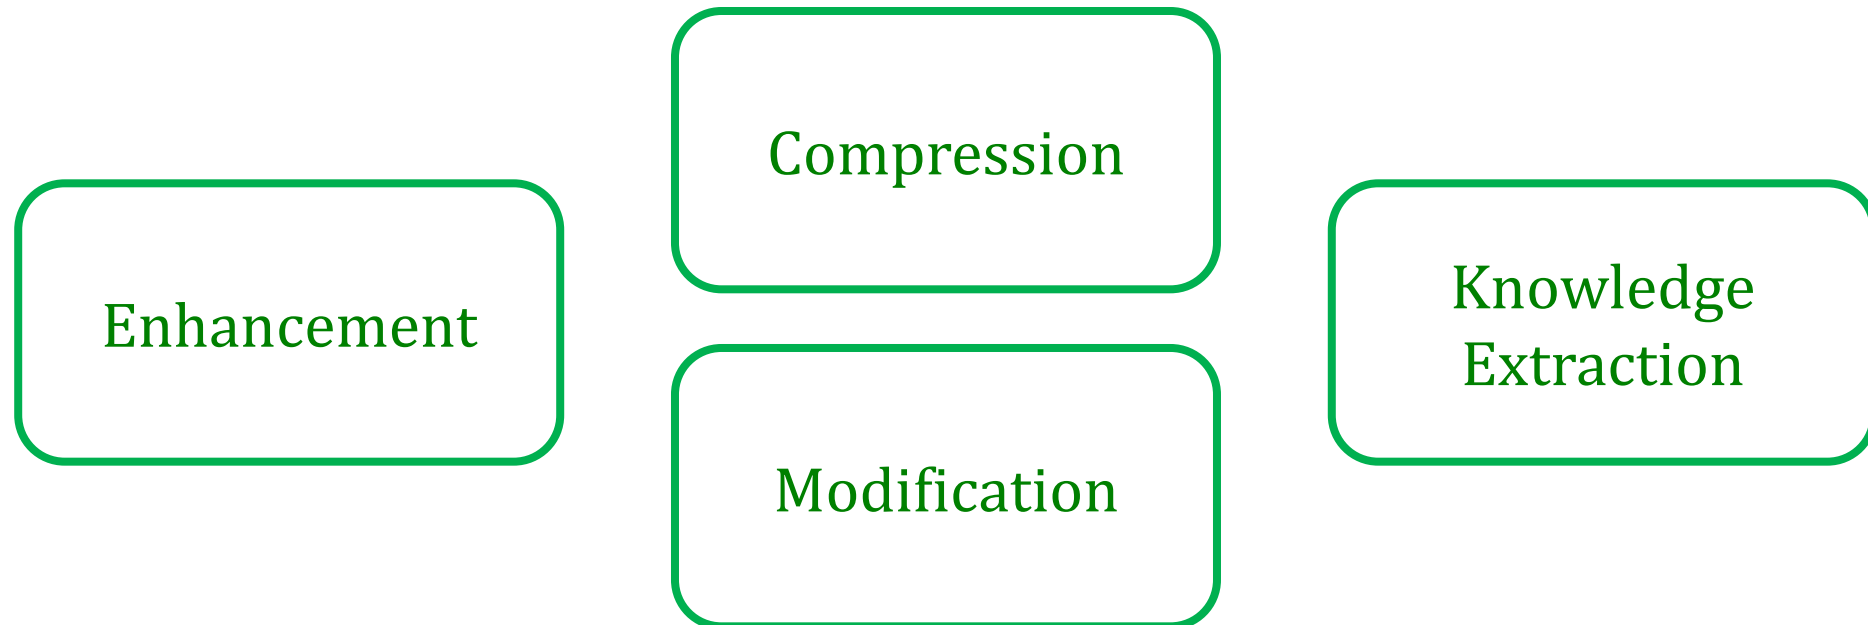 Enhancement
Compression
Modification
Knowledge
Extraction